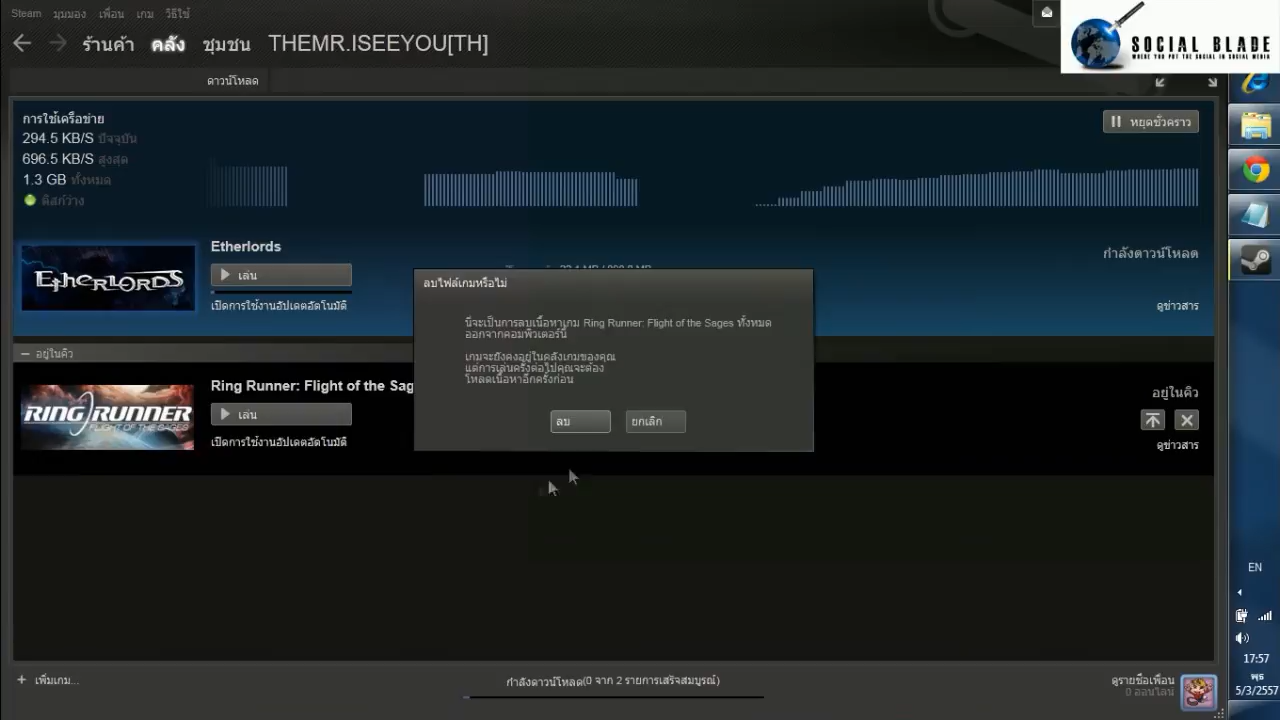 Steam มุมมอง เพื่อน เกม วิธีใช้
SOCIAL BLADE
WHERE YOU PUT THE SOCIAL IN SOCIAL MEDIA
ร้านค้า คลัง ชุมชน THEMR.ISEEYOU[TH]
ดาวน์โหลด
การใช้เครือข่าย
หยุดชั่วคราว
294.5 KB/S ปัจจุบัน
696.5 KB/S สูงสุด
1.3 GB ทั้งหมด
ดิสก์ว่าง
Etherlords
กำลังดาวน์โหลด
ETHERLORDS
เล่น
เปิดการใช้งานอัปเดตอัตโนมัติ
ดูข่าวสาร
ลบไฟล์เกมหรือไม่
นี่จะเป็นการลบเนื้อหาเกม Ring Runner: Flight of the Sages ทั้งหมด
ออกจากคอมพิวเตอร์นี้
เกมจะยังคงอยู่ในคลังเกมของคุณ
แต่การเล่นครั้งต่อไปคุณจะต้อง
โหลดเนื้อหาอีกครั้งก่อน
ลบ ยกเลิก
อยู่ในคิว
Ring Runner: Flight of the Sag
อยู่ในคิว
RING RUNNER
FLIGHT OF THE SAGES
เล่น
เปิดการใช้งานอัปเดตอัตโนมัติ
ดูข่าวสาร
+ เพิ่มเกม...
กำลังดาวน์โหลด(0 จาก 2 รายการเสร็จสมบูรณ์)
ดูรายชื่อเพื่อน
0 ออนไลน์
EN
17:57
พุธ
5/3/2557